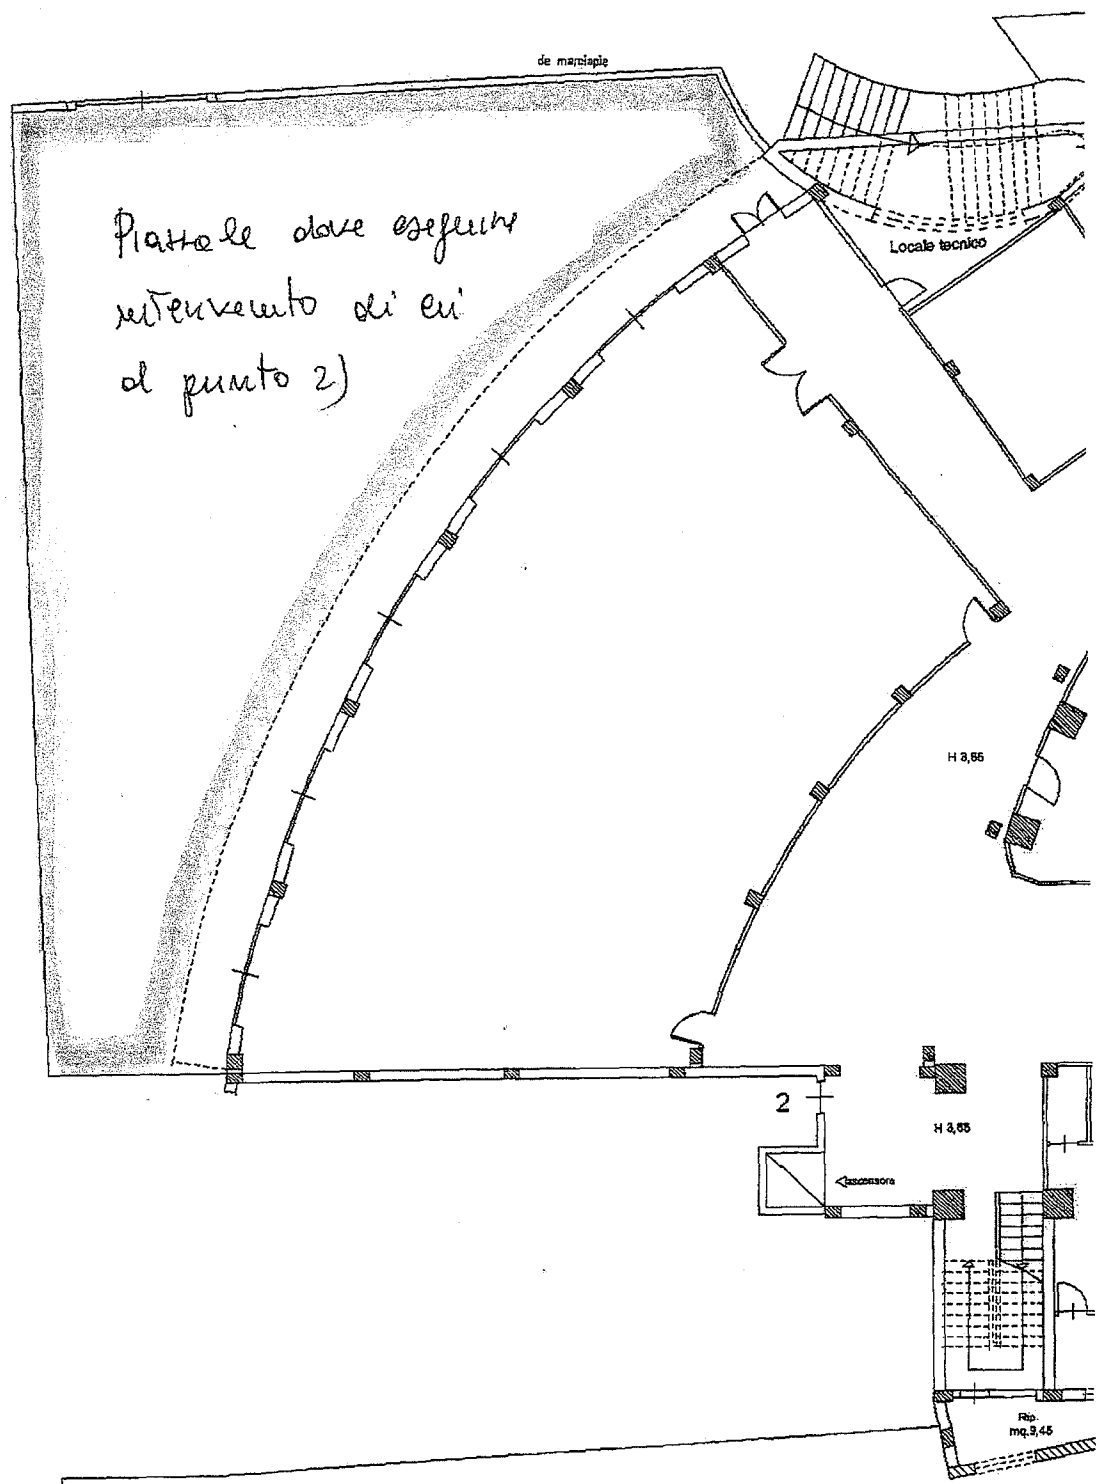 de marciapie
Piazzale dove eseguire
intervento di cui
al punto 2)
Locale tecnico
H 3,65
2
H 3,65
ascensore
Rip.
mq.9,45